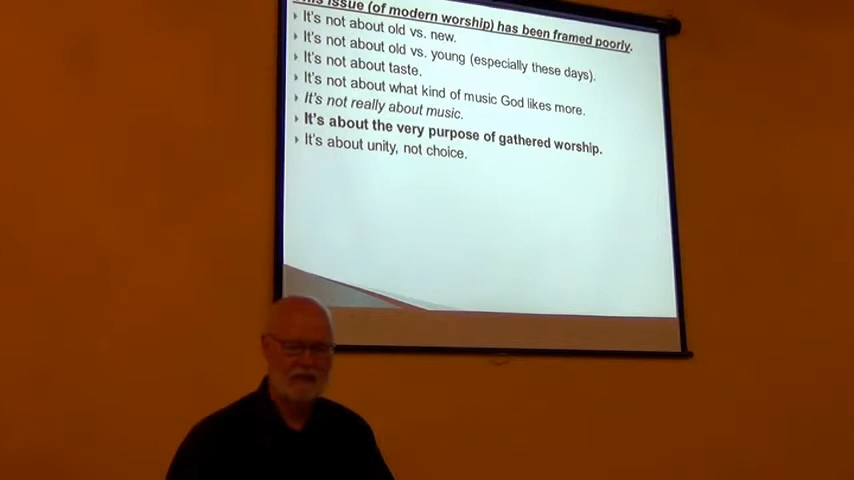 This issue (of modern worship) has been framed poorly.
It's not about old vs. new.
It's not about old vs. young (especially these days).
It's not about taste.
It's not about what kind of music God likes more.
It's not really about music.
It's about the very purpose of gathered worship.
It's about unity, not choice.